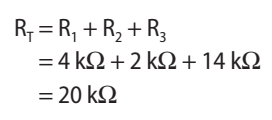 R_T = R_1 + R_2 + R_3
= 4 kΩ + 2 kΩ + 14 kΩ
= 20 kΩ